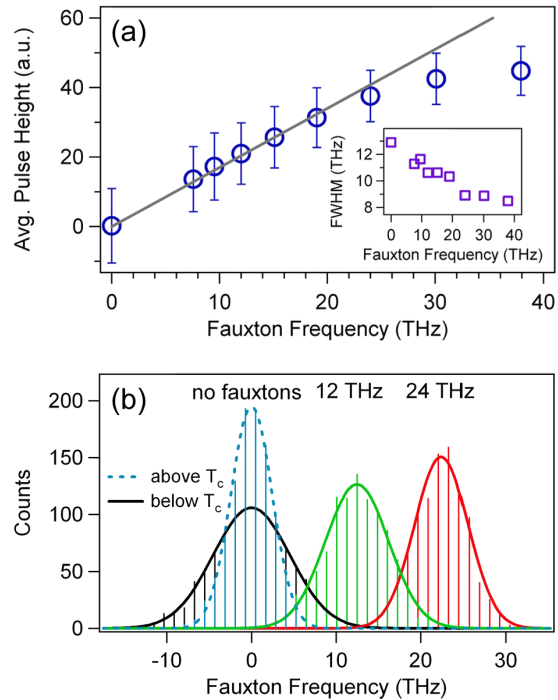 (a)
Avg. Pulse Height (a.u.)
60
40
20
0
0
10
20
30
40
Fauxton Frequency (THz)
FWHM (THz)
12
10
8
0
10
20
30
40
Fauxton Frequency (THz)
(b)
no fauxtons 12 THz 24 THz
above Tc
below Tc
Counts
200
150
100
50
0
-10
0
10
20
30
Fauxton Frequency (THz)